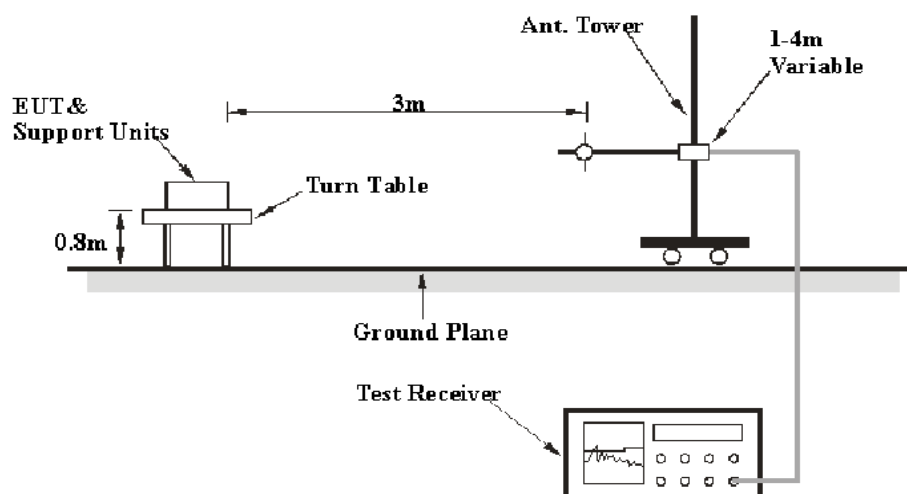 Ant. Tower
1-4m
Variable
3m
EUT &
Support Units
Turn Table
0.8m
Ground Plane
Test Receiver